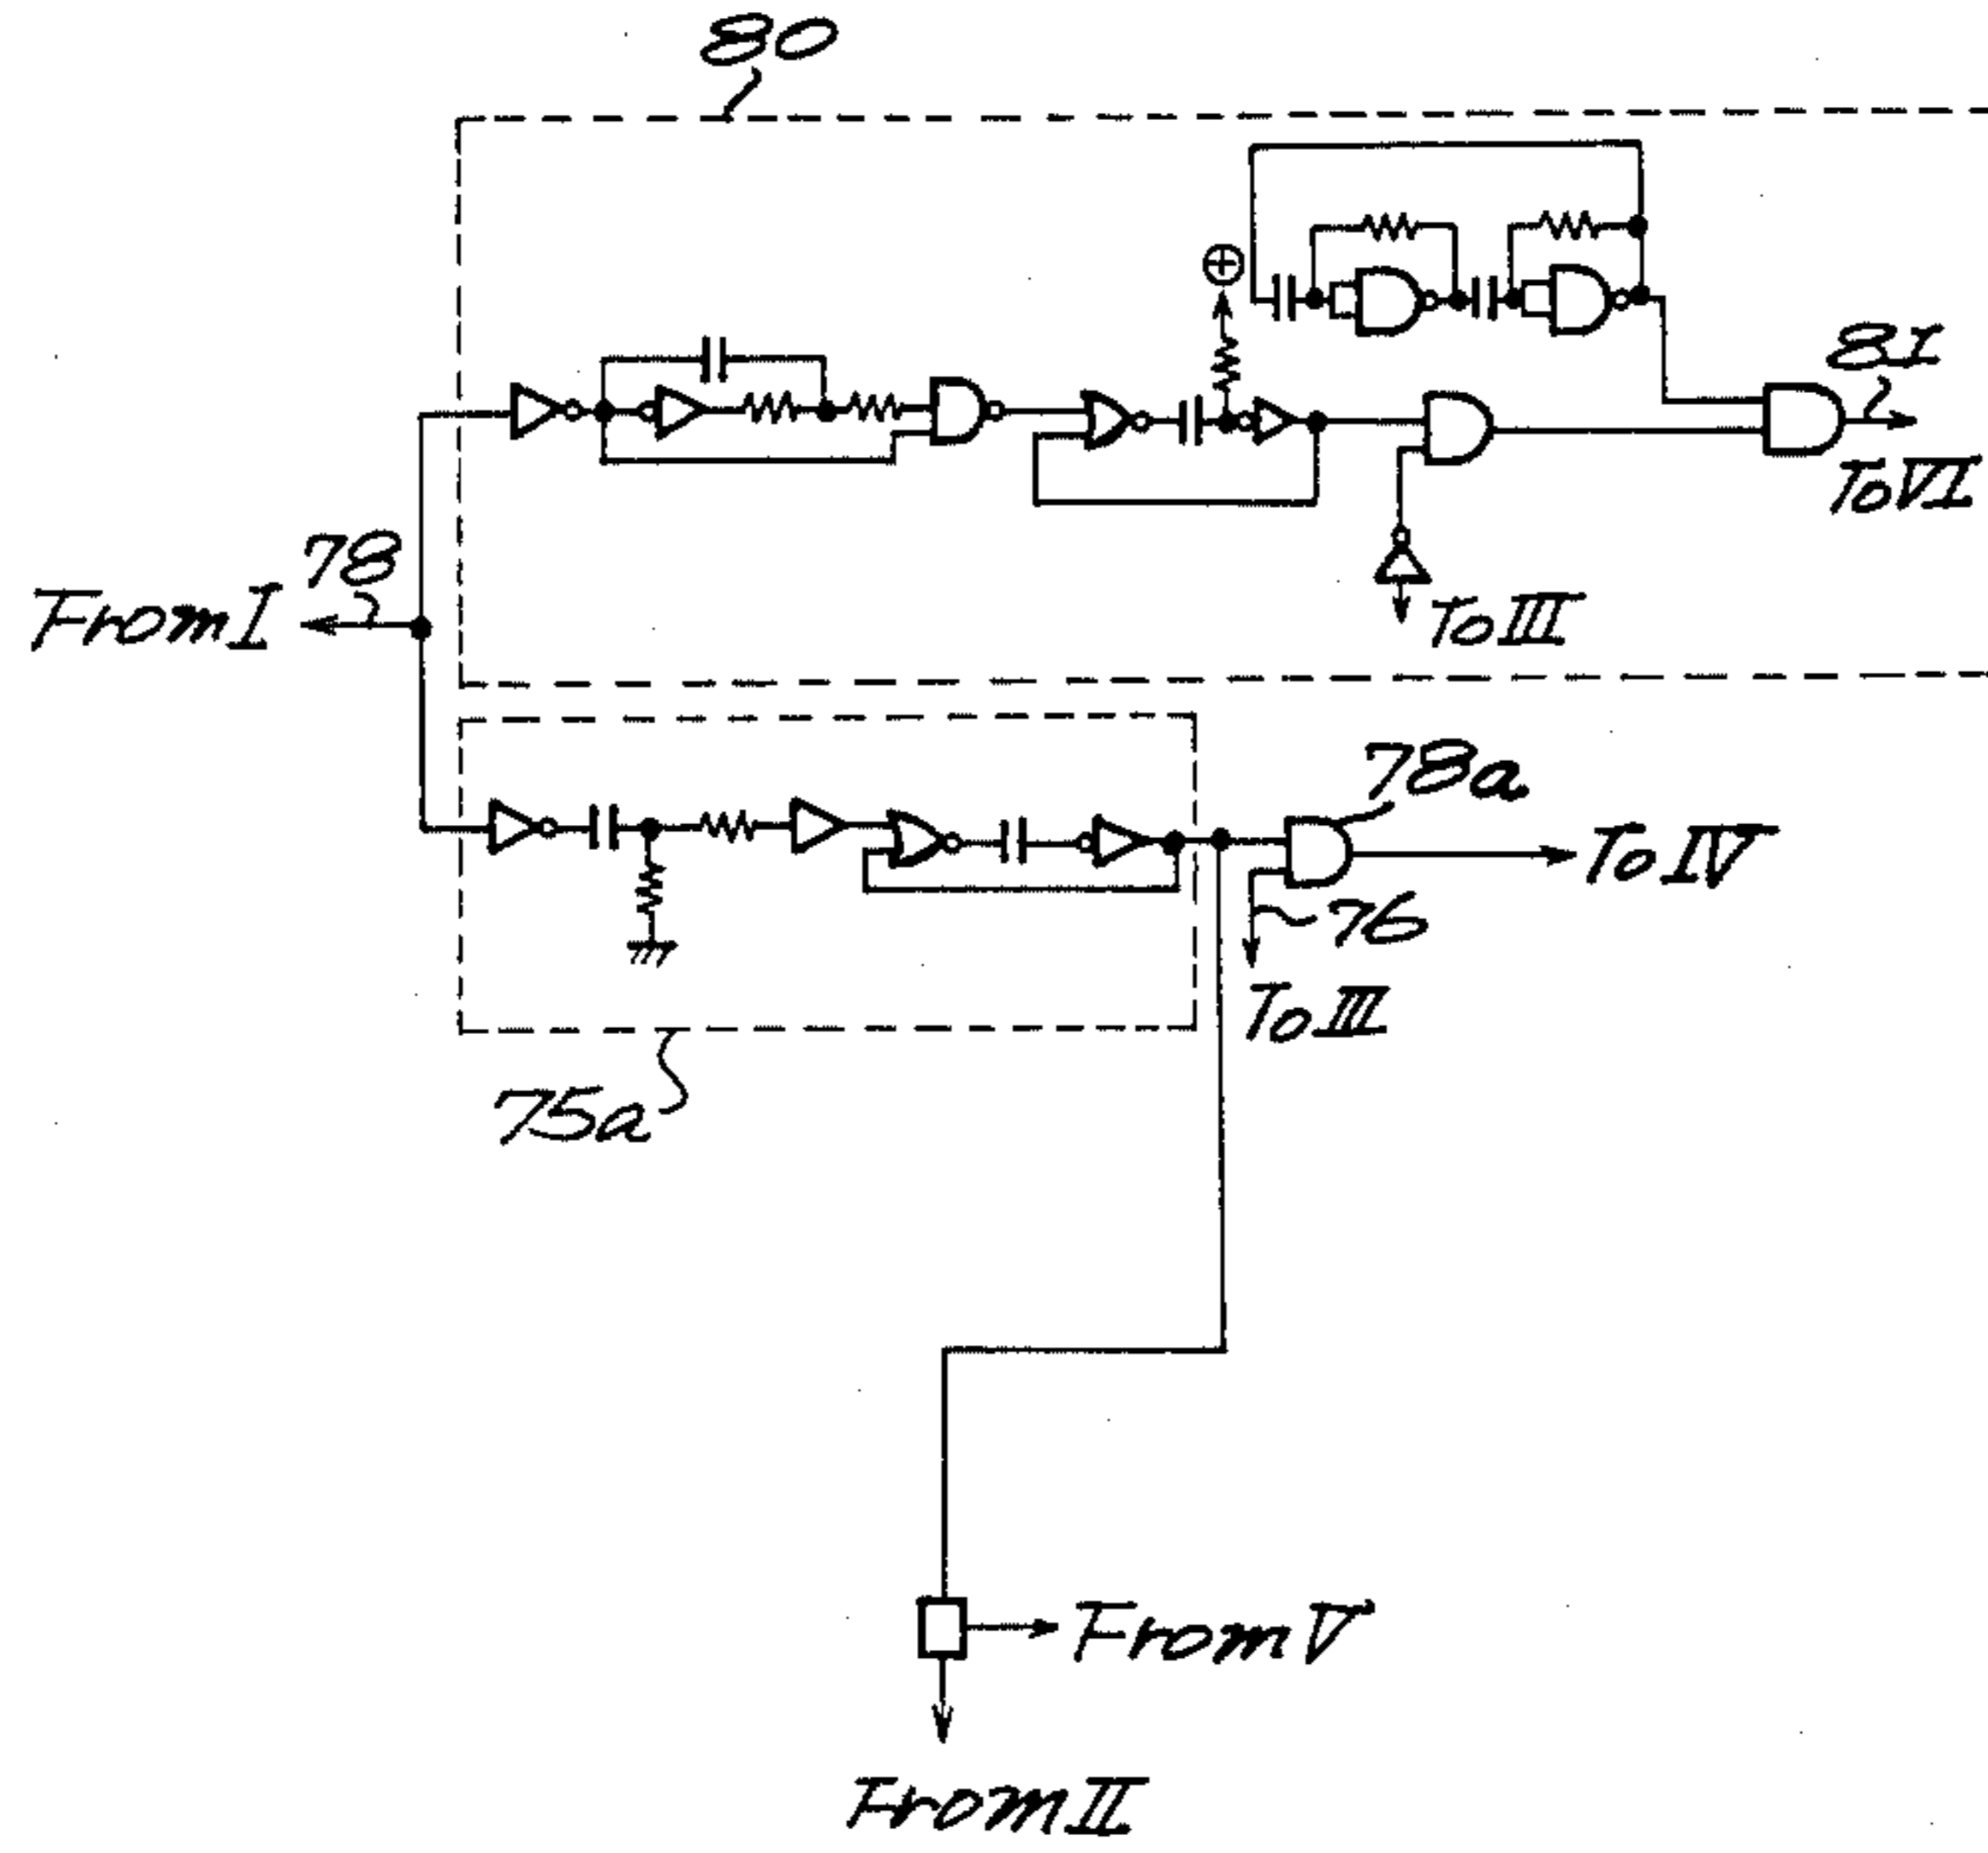 80
81
To VI
78
From I
To III
78a
To IV
76
To III
75a
From V
From II